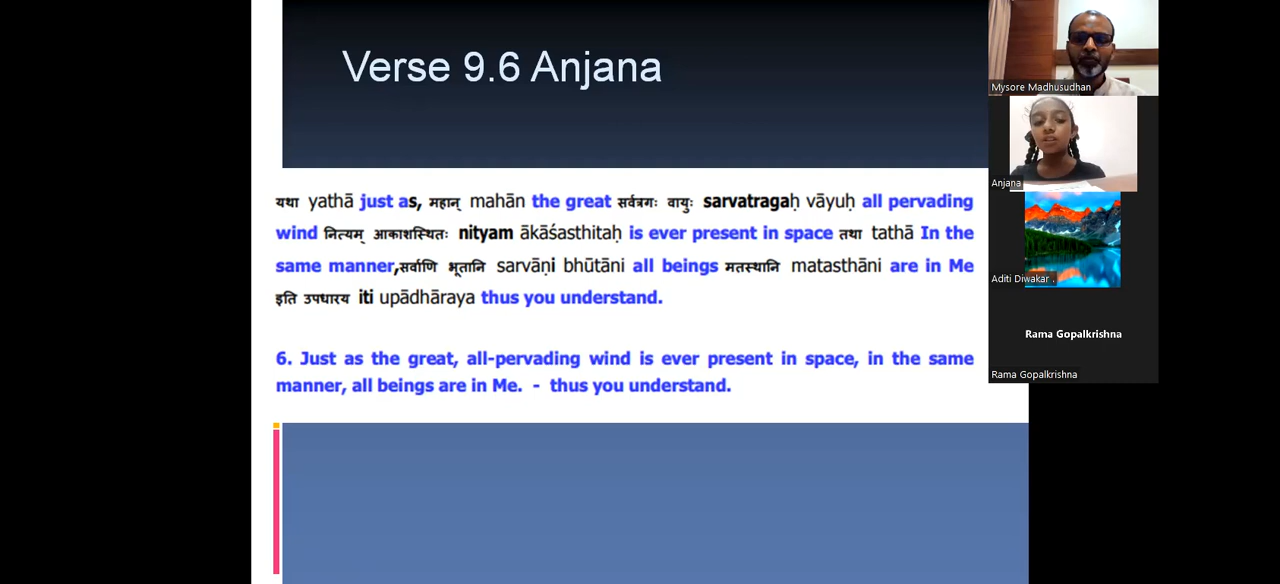 Verse 9.6 Anjana
यथा yathā just as, महान् mahān the great सर्वत्रगः वायुः sarvatragaḥ vāyuḥ all pervading
wind नित्यम् आकाशस्थितः nityam ākāśasthitaḥ is ever present in space तथा tathā In the
same manner,सर्वाणि भूतानि sarvāṇi bhūtāni all beings मतस्थानि matasthāni are in Me
इति उपधारय iti upādhāraya thus you understand.
6. Just as the great, all-pervading wind is ever present in space, in the same
manner, all beings are in Me. - thus you understand.
Mysore Madhusudhan
Anjana
Aditi Diwakar .
Rama Gopalkrishna
Rama Gopalkrishna